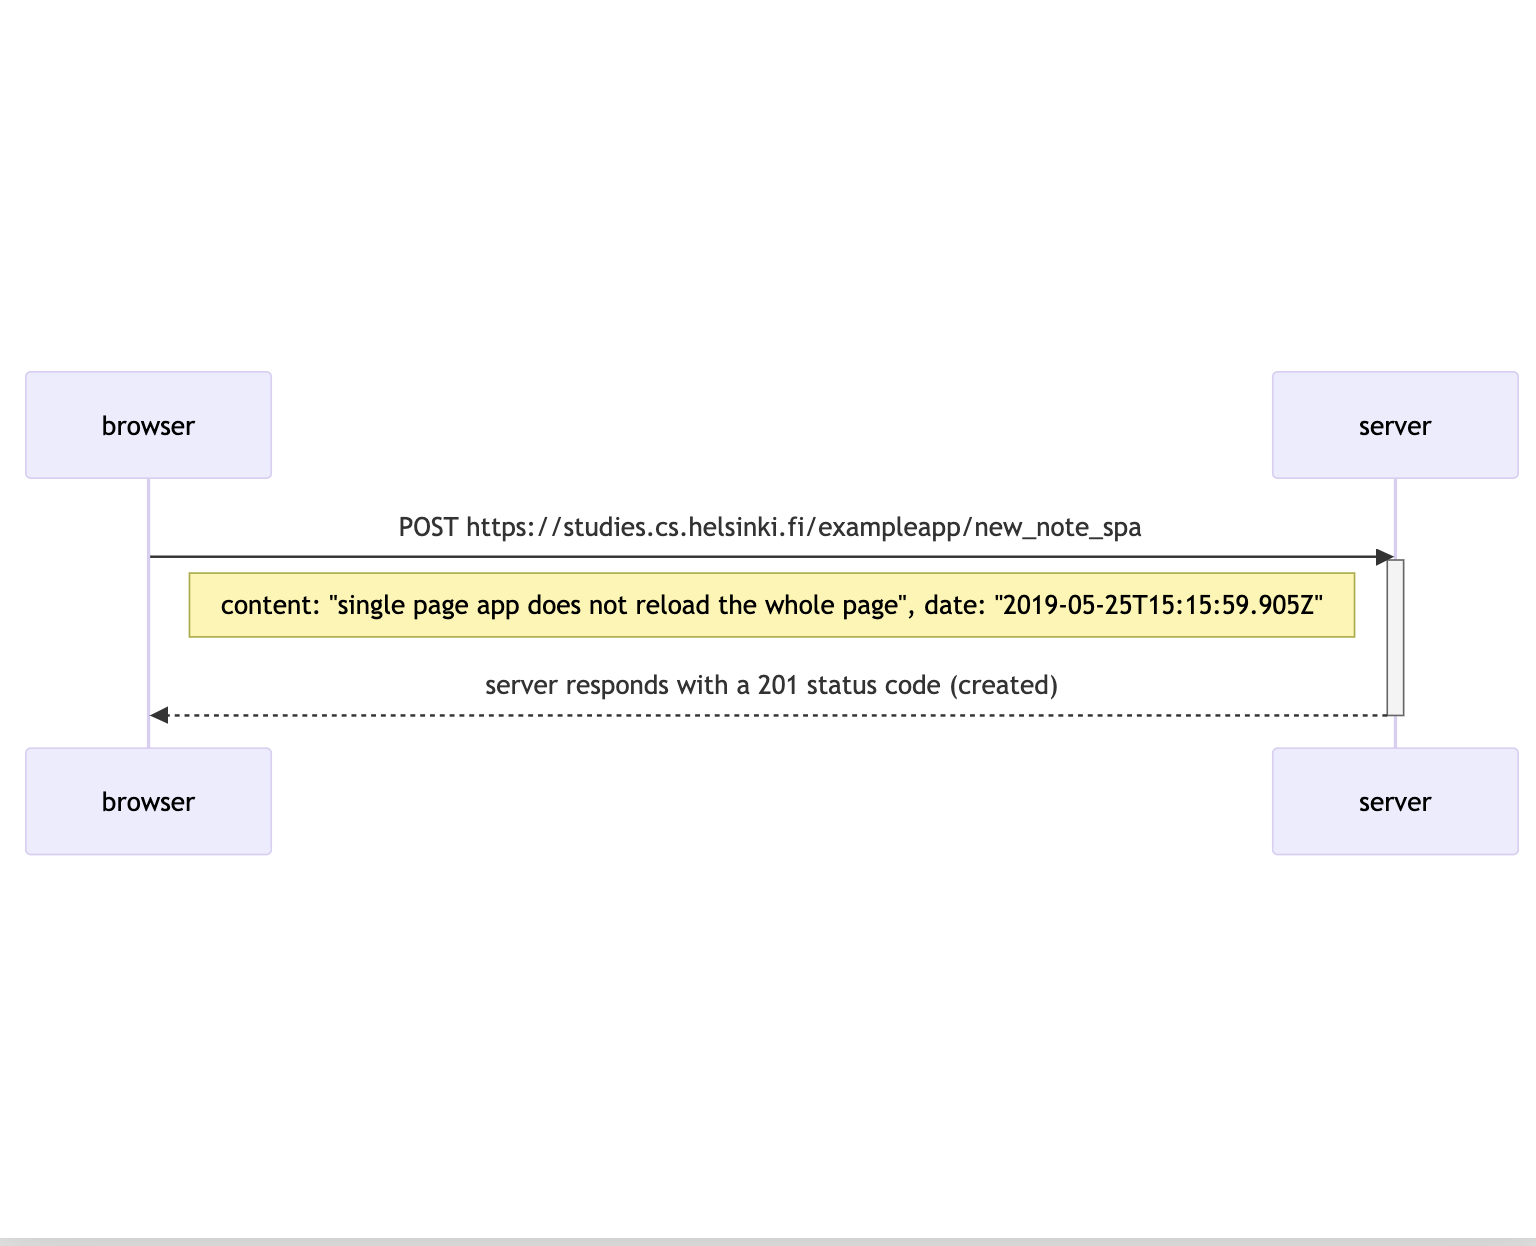 browser
server
POST https://studies.cs.helsinki.fi/exampleapp/new_note_spa
content: "single page app does not reload the whole page", date: "2019-05-25T15:15:59.905Z"
server responds with a 201 status code (created)
browser
server